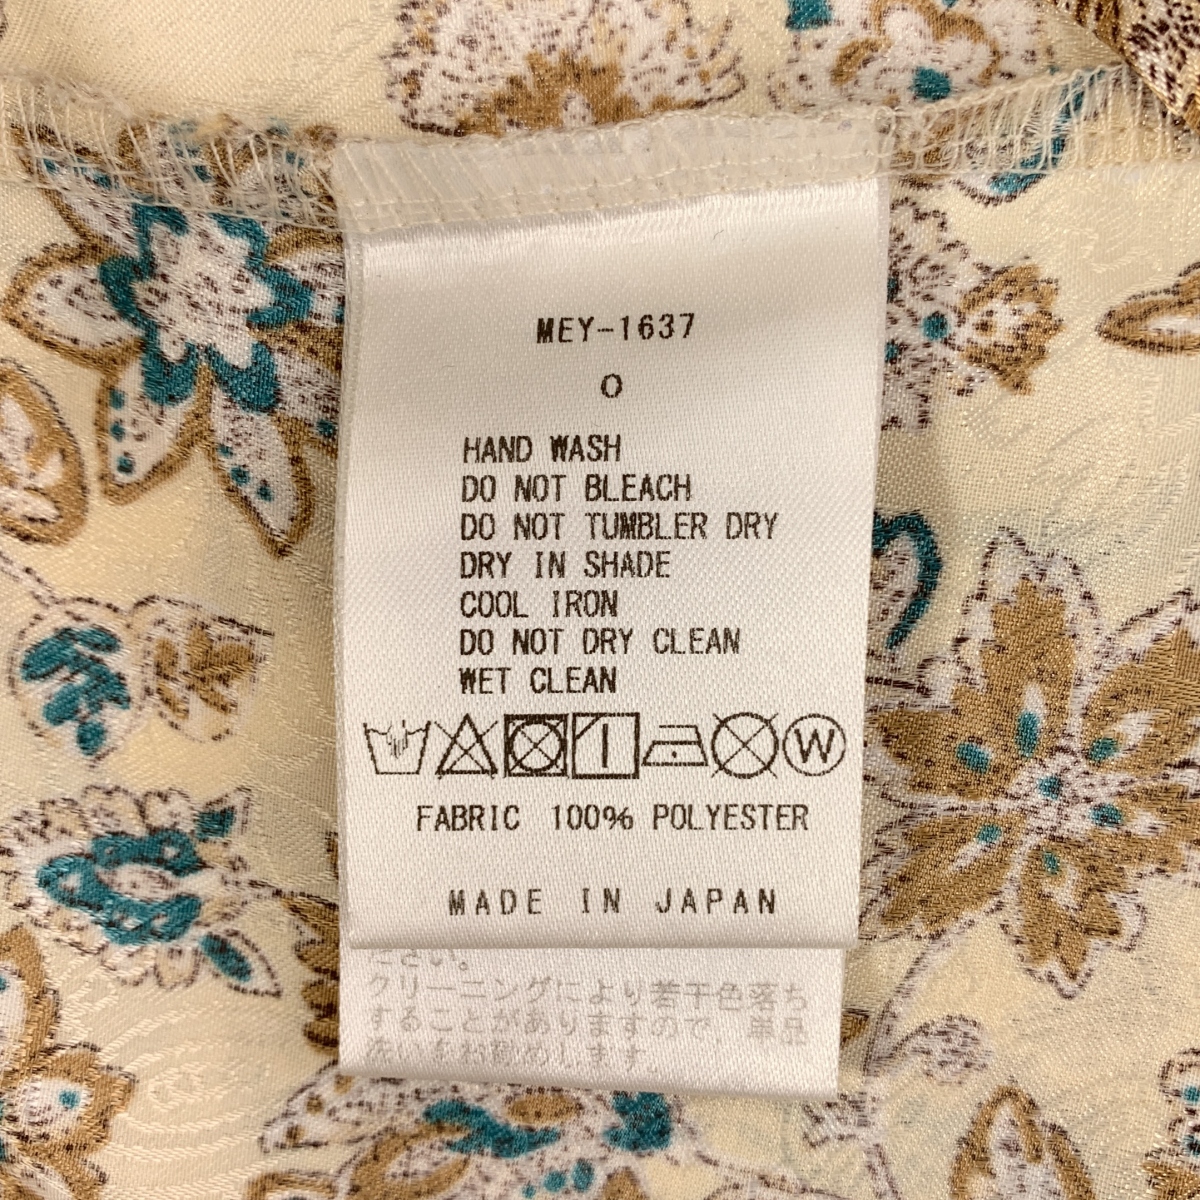 MEY-1637
0
HAND WASH
DO NOT BLEACH
DO NOT TUMBLER DRY
DRY IN SHADE
COOL IRON
DO NOT DRY CLEAN
WET CLEAN
W
FABRIC 100% POLYESTER
MADE IN JAPAN
ださい。
クリーニングにより若干色落ち
することがありますので、単品
洗いをお勧めします。